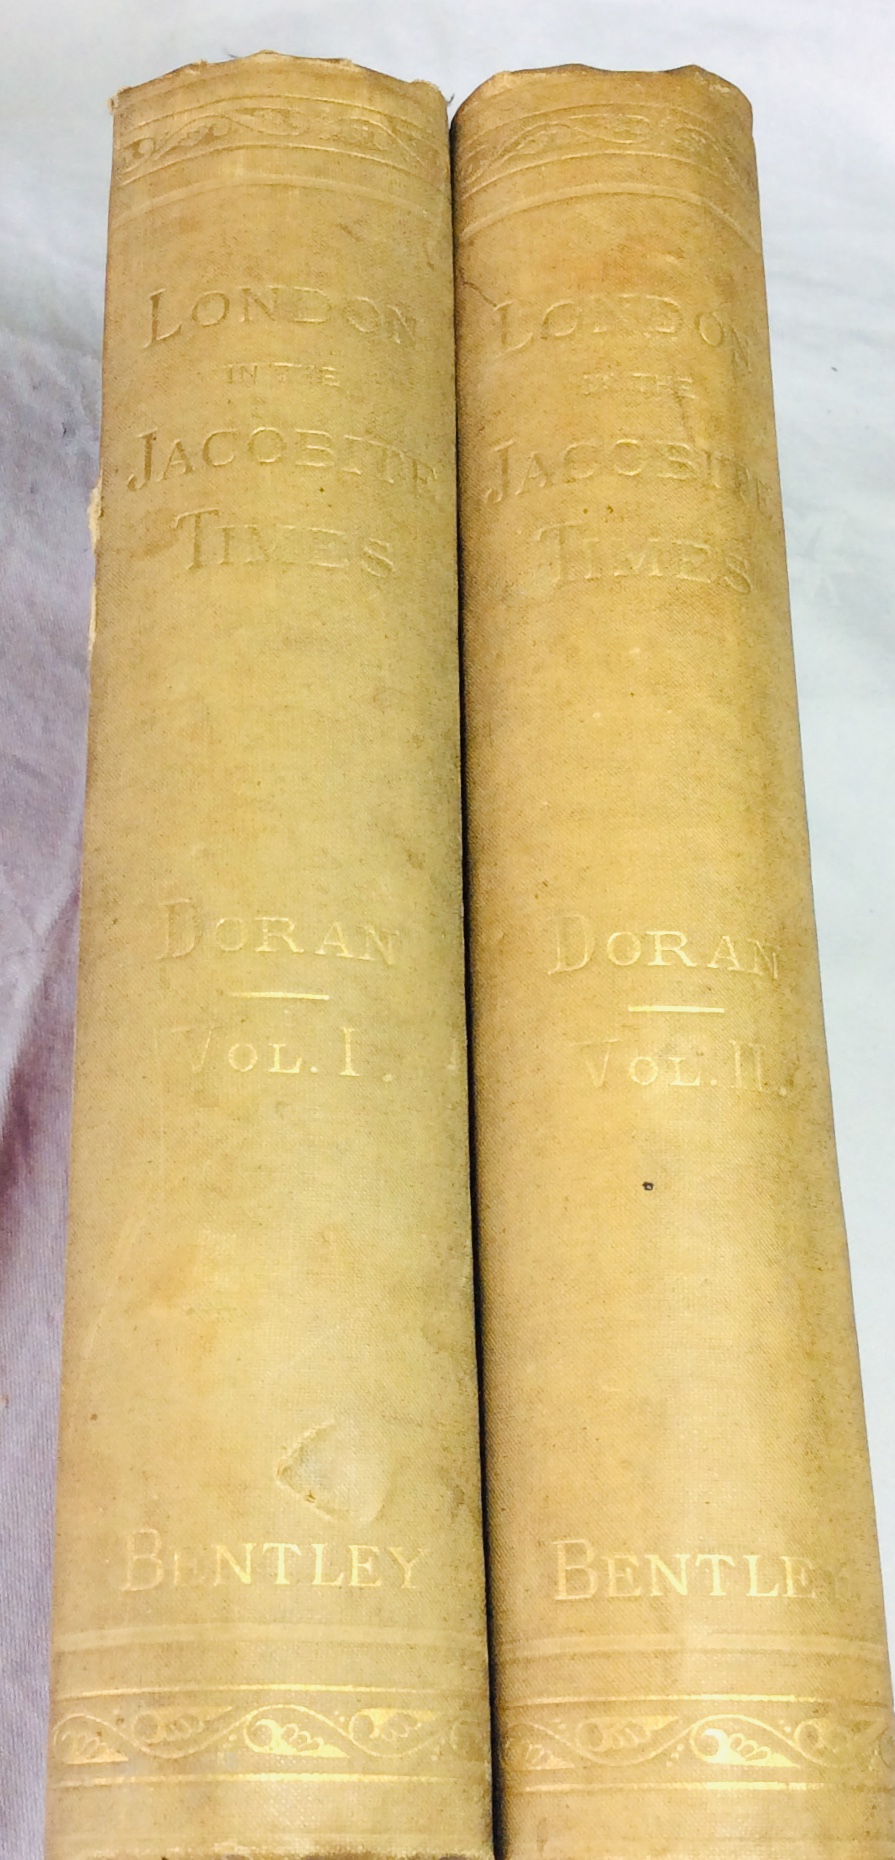 LONDON
IN THE
JACOBITE
TIMES
DORAN
VOL. I.
BENTLEY
LONDON
IN THE
JACOBITE
TIMES
DORAN
VOL. II.
BENTLEY